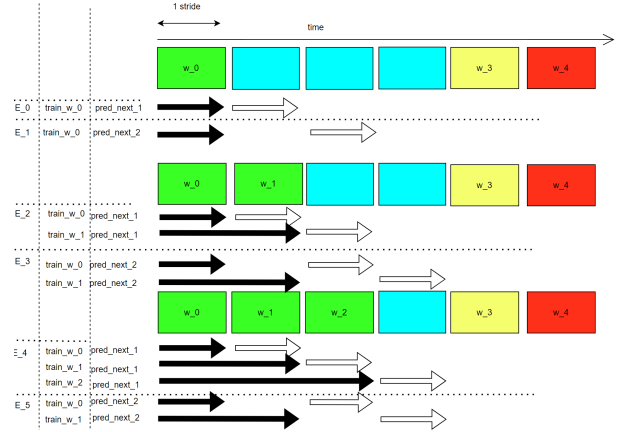 1 stride
time
w_0 w_3 w_4
E_0 train_w_0 pred_next_1
E_1 train_w_0 pred_next_2
w_0 w_1 w_3 w_4
E_2 train_w_0 pred_next_1
train_w_1 pred_next_1
E_3 train_w_0 pred_next_2
train_w_1 pred_next_2
w_0 w_1 w_2 w_3 w_4
E_4 train_w_0 pred_next_1
train_w_1 pred_next_1
train_w_2 pred_next_1
E_5 train_w_0 pred_next_2
train_w_1 pred_next_2